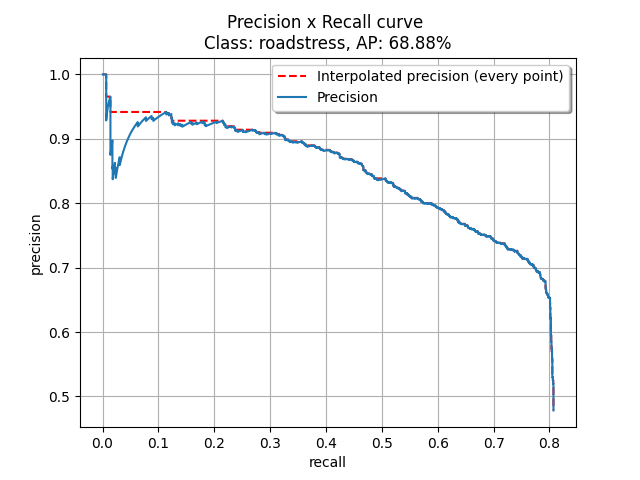 Precision x Recall curve
Class: roadstress, AP: 68.88%
Interpolated precision (every point)
Precision
1.0
0.9
0.8
0.7
0.6
0.5
precision
0.0 0.1 0.2 0.3 0.4 0.5 0.6 0.7 0.8
recall